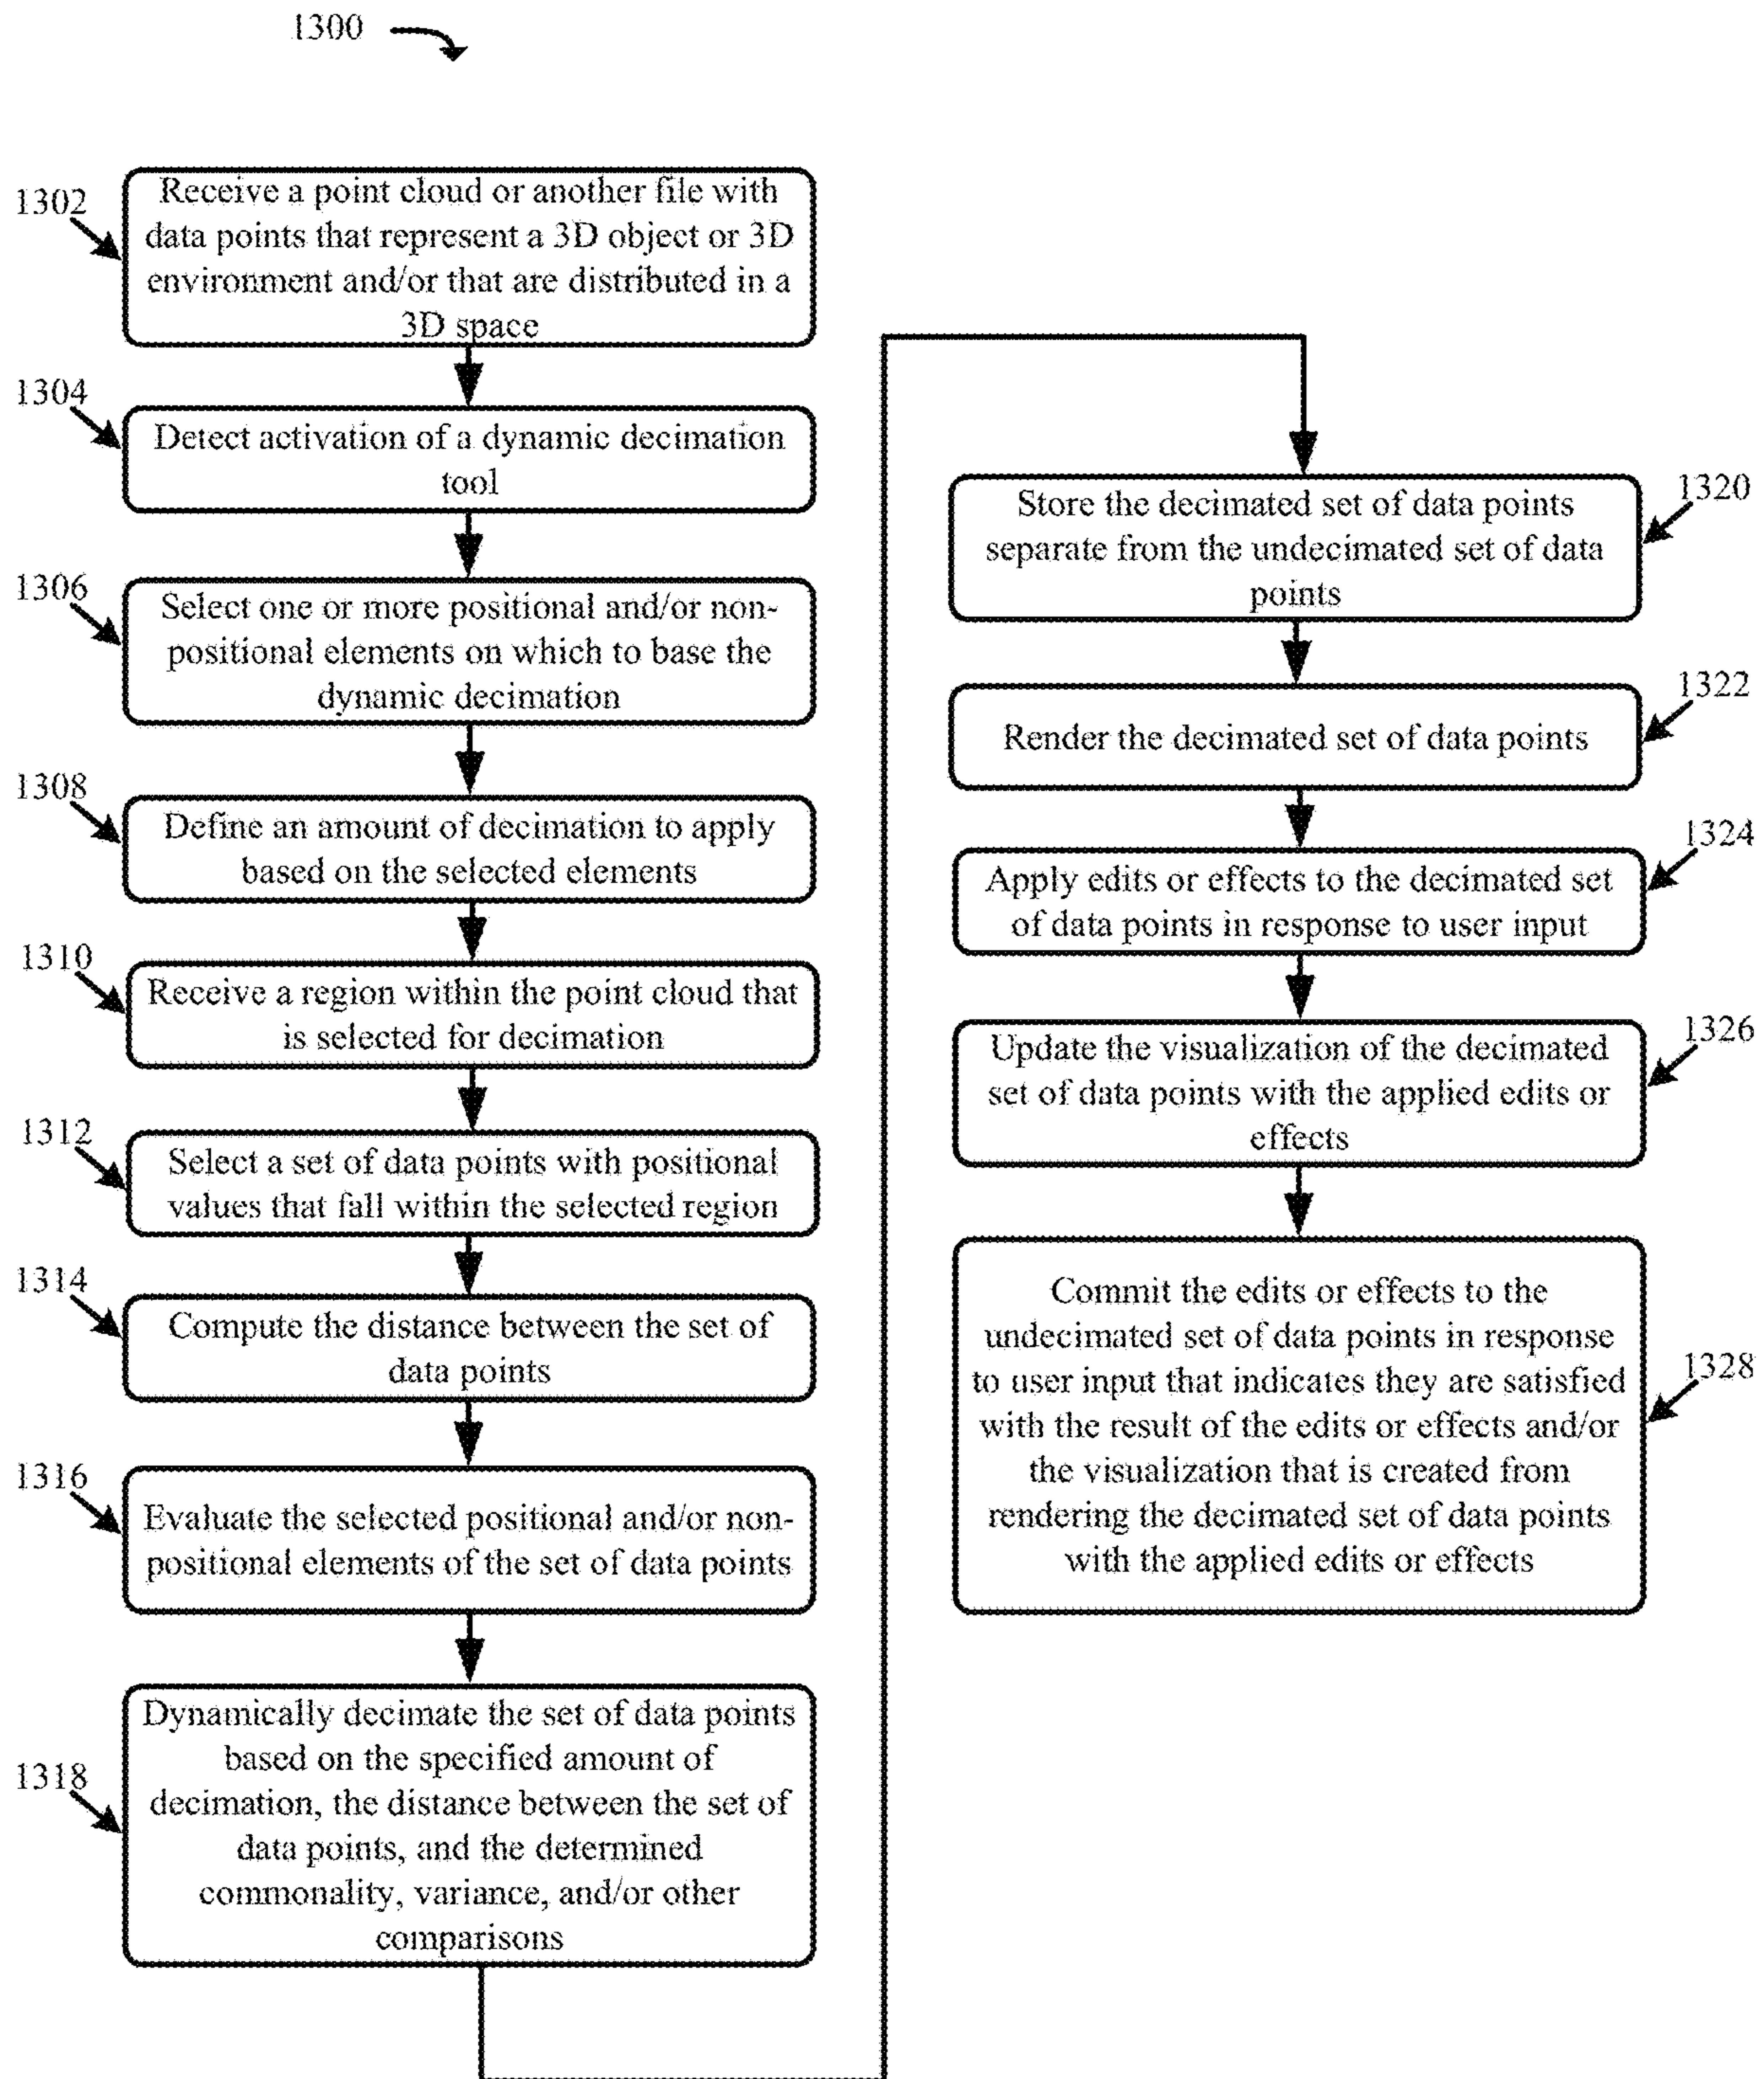 1300
1302
Receive a point cloud or another file with
data points that represent a 3D object or 3D
environment and/or that are distributed in a
3D space
1304
Detect activation of a dynamic decimation
tool
1306
Select one or more positional and/or non-
positional elements on which to base the
dynamic decimation
1308
Define an amount of decimation to apply
based on the selected elements
1310
Receive a region within the point cloud that
is selected for decimation
1312
Select a set of data points with positional
values that fall within the selected region
1314
Compute the distance between the set of
data points
1316
Evaluate the selected positional and/or non-
positional elements of the set of data points
1318
Dynamically decimate the set of data points
based on the specified amount of
decimation, the distance between the set of
data points, and the determined
commonality, variance, and/or other
comparisons
1320
Store the decimated set of data points
separate from the undecimated set of data
points
1322
Render the decimated set of data points
1324
Apply edits or effects to the decimated set
of data points in response to user input
1326
Update the visualization of the decimated
set of data points with the applied edits or
effects
1328
Commit the edits or effects to the
undecimated set of data points in response
to user input that indicates they are satisfied
with the result of the edits or effects and/or
the visualization that is created from
rendering the decimated set of data points
with the applied edits or effects